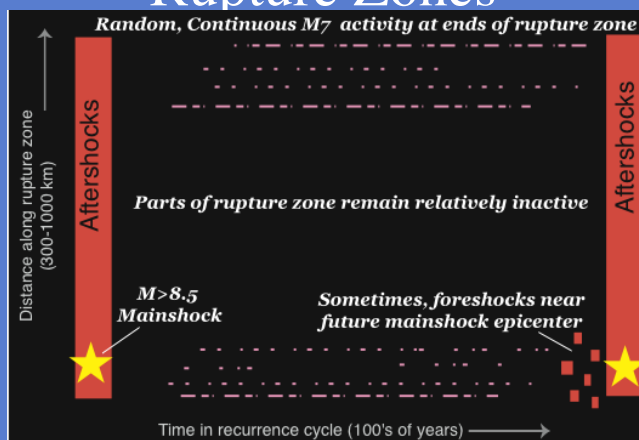 Rupture Zones
Random, Continuous M7 activity at ends of rupture zone
Aftershocks
Aftershocks
Distance along rupture zone
(300-1000 km)
Parts of rupture zone remain relatively inactive
M>8.5
Mainshock
Sometimes, foreshocks near
future mainshock epicenter
Time in recurrence cycle (100's of years)